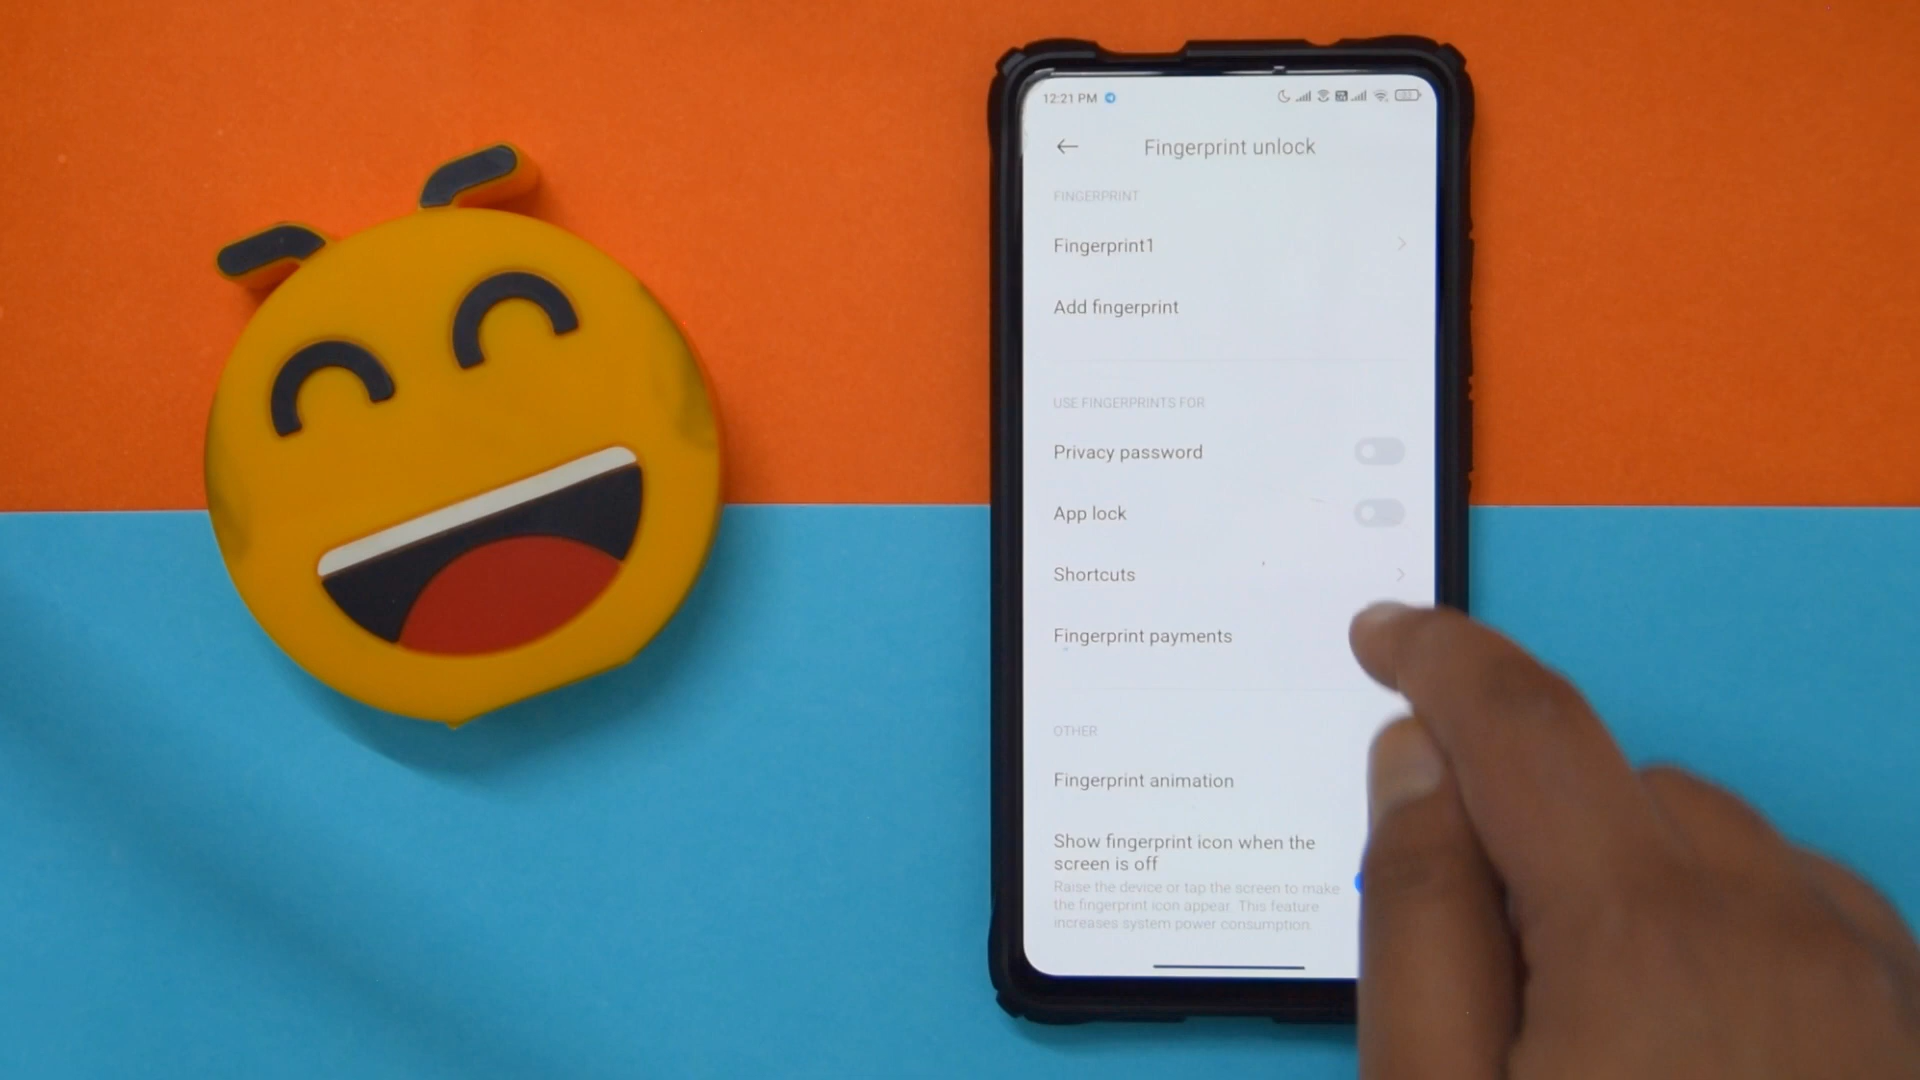 12:21 PM
Fingerprint unlock
FINGERPRINT
Fingerprint1
Add fingerprint
USE FINGERPRINTS FOR
Privacy password
App lock
Shortcuts
Fingerprint payments
OTHER
Fingerprint animation
Show fingerprint icon when the
screen is off
Raise the device or tap the screen to make
the fingerprint icon appear. This feature
increases system power consumption.